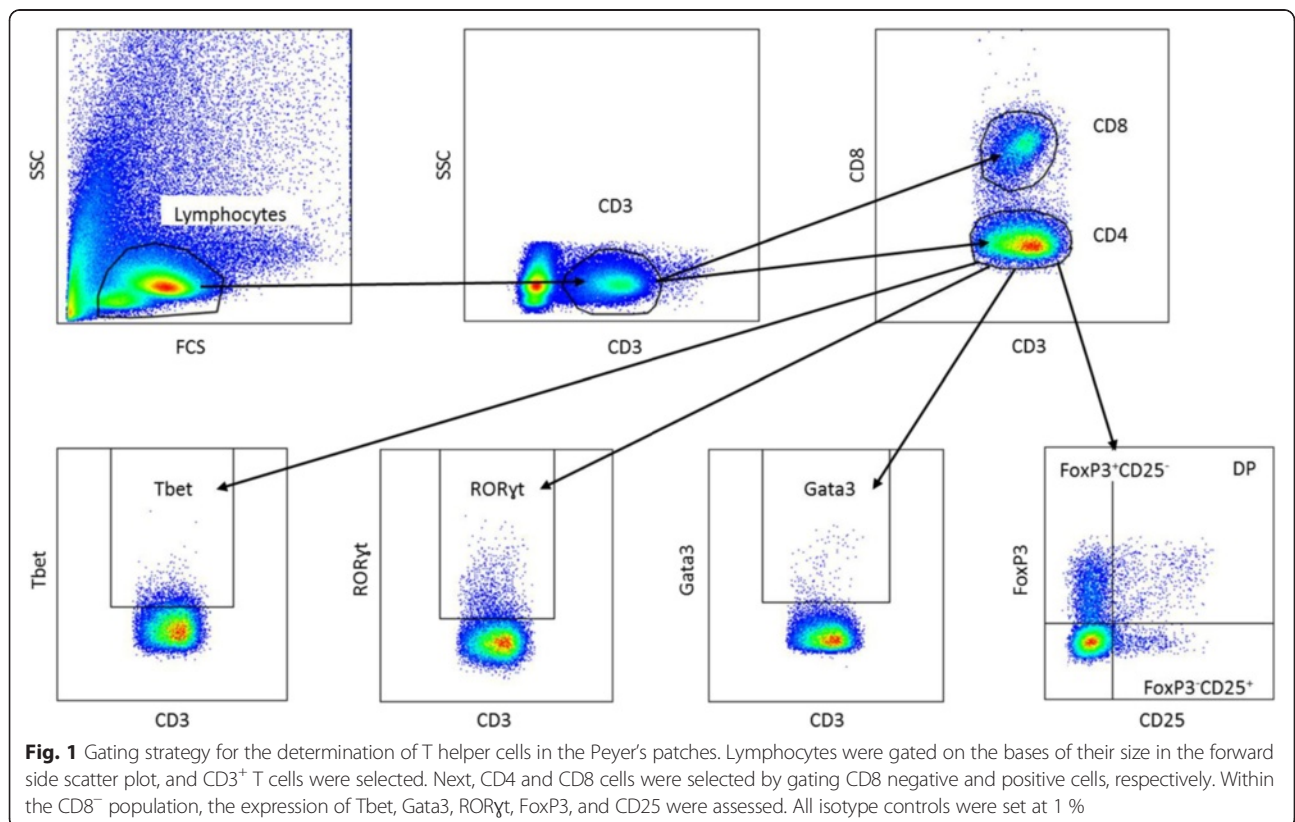 SSC
Lymphocytes
FCS
SSC
CD3
CD3
CD8
CD8
CD4
CD3
Tbet
Tbet
CD3
RORɣt
RORɣt
CD3
Gata3
Gata3
CD3
FoxP3
FoxP3⁺CD25⁻
DP
FoxP3⁻CD25⁺
CD25
Fig. 1 Gating strategy for the determination of T helper cells in the Peyer's patches. Lymphocytes were gated on the bases of their size in the forward
side scatter plot, and CD3⁺ T cells were selected. Next, CD4 and CD8 cells were selected by gating CD8 negative and positive cells, respectively. Within
the CD8⁻ population, the expression of Tbet, Gata3, RORɣt, FoxP3, and CD25 were assessed. All isotype controls were set at 1 %